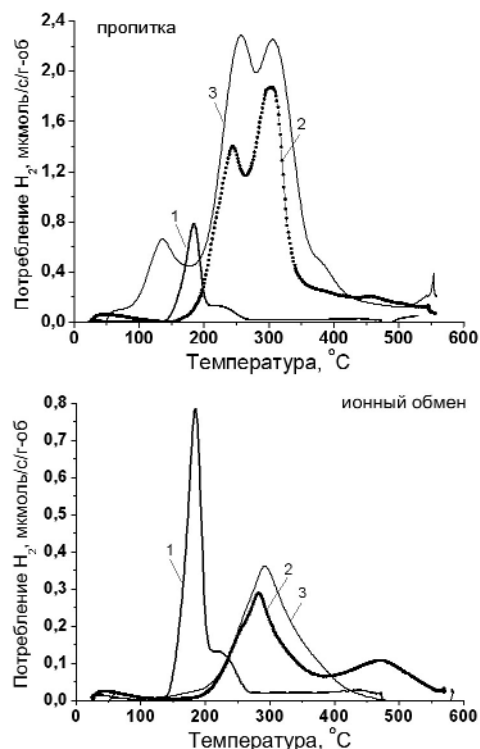 пропитка
Потребление H2, мкмоль/с/г-об
2,4
2,0
1,6
1,2
0,8
0,4
0,0
3
2
1
0 100 200 300 400 500 600
Температура, °C
ионный обмен
Потребление H2, мкмоль/с/г-об
0,8
0,7
0,6
0,5
0,4
0,3
0,2
0,1
0,0
1
2
3
0 100 200 300 400 500 600
Температура, °C